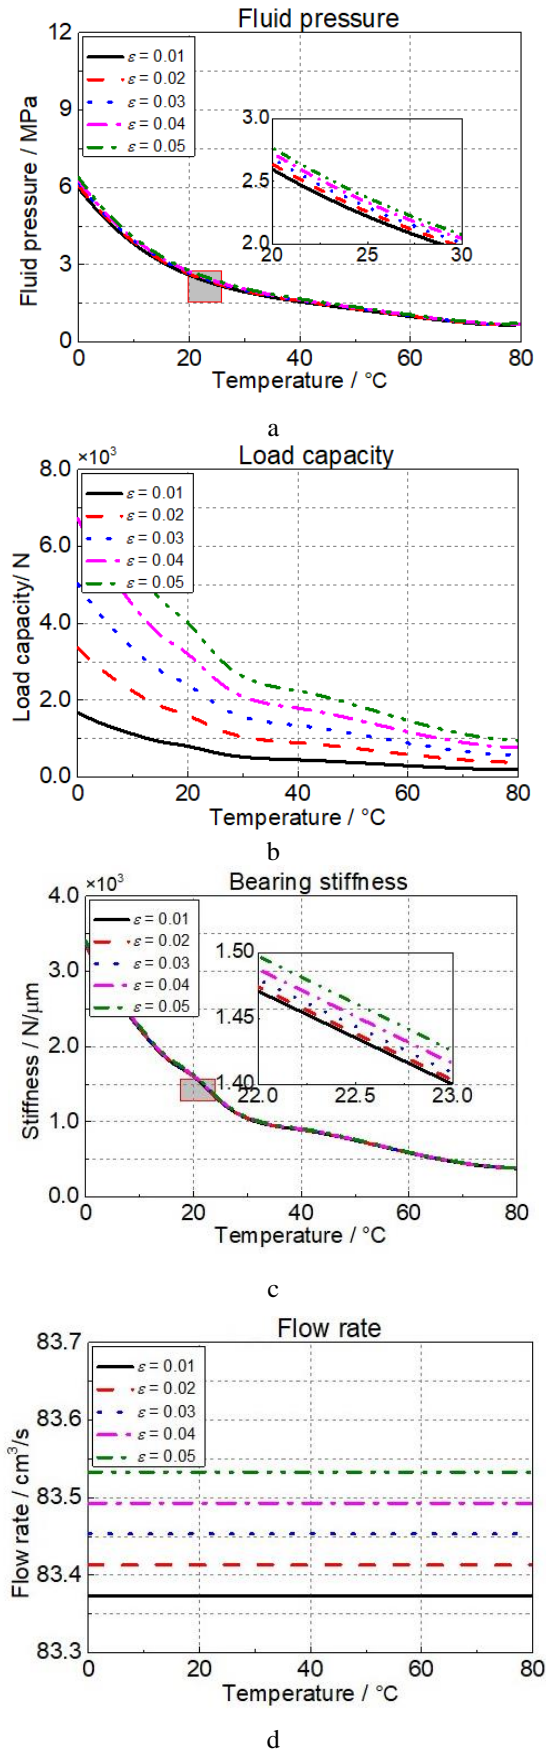 Fluid pressure
12
9
6
3
0
Fluid pressure / MPa
ε = 0.01
ε = 0.02
ε = 0.03
ε = 0.04
ε = 0.05
3.0
2.5
2.0
20 25 30
0 20 40 60 80
Temperature / °C
a
×10³
Load capacity
8.0
6.0
4.0
2.0
0.0
Load capacity/ N
ε = 0.01
ε = 0.02
ε = 0.03
ε = 0.04
ε = 0.05
0 20 40 60 80
Temperature / °C
b
×10³
Bearing stiffness
4.0
3.0
2.0
1.0
0.0
Stiffness / N/μm
ε = 0.01
ε = 0.02
ε = 0.03
ε = 0.04
ε = 0.05
1.50
1.45
1.40
22.0 22.5 23.0
0 20 40 60 80
Temperature / °C
c
Flow rate
83.7
83.6
83.5
83.4
83.3
Flow rate / cm³/s
ε = 0.01
ε = 0.02
ε = 0.03
ε = 0.04
ε = 0.05
0 20 40 60 80
Temperature / °C
d